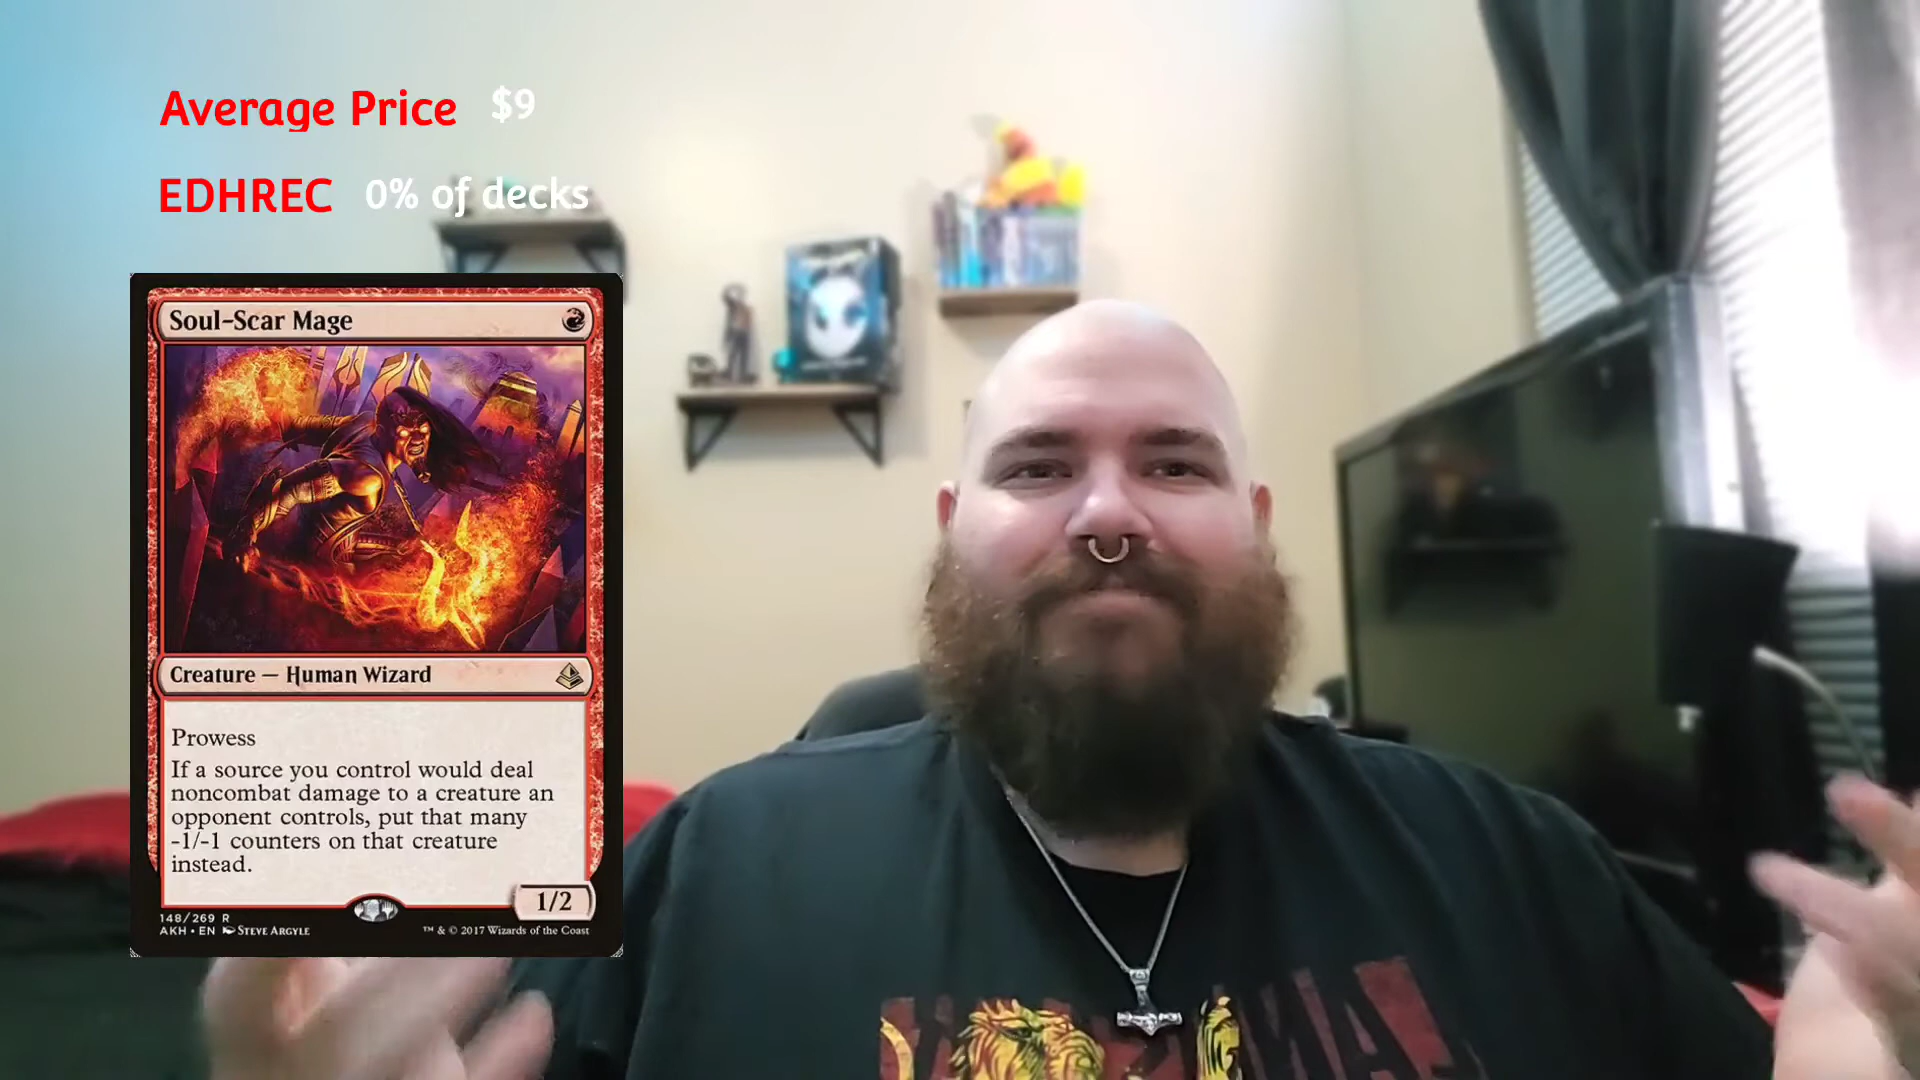 Average Price $9
EDHREC 0% of decks
Soul-Scar Mage
Creature — Human Wizard
Prowess
If a source you control would deal
noncombat damage to a creature an
opponent controls, put that many
-1/-1 counters on that creature
instead.
1/2
148/269 R
AKH • EN Steve Argyle
™ & © 2017 Wizards of the Coast